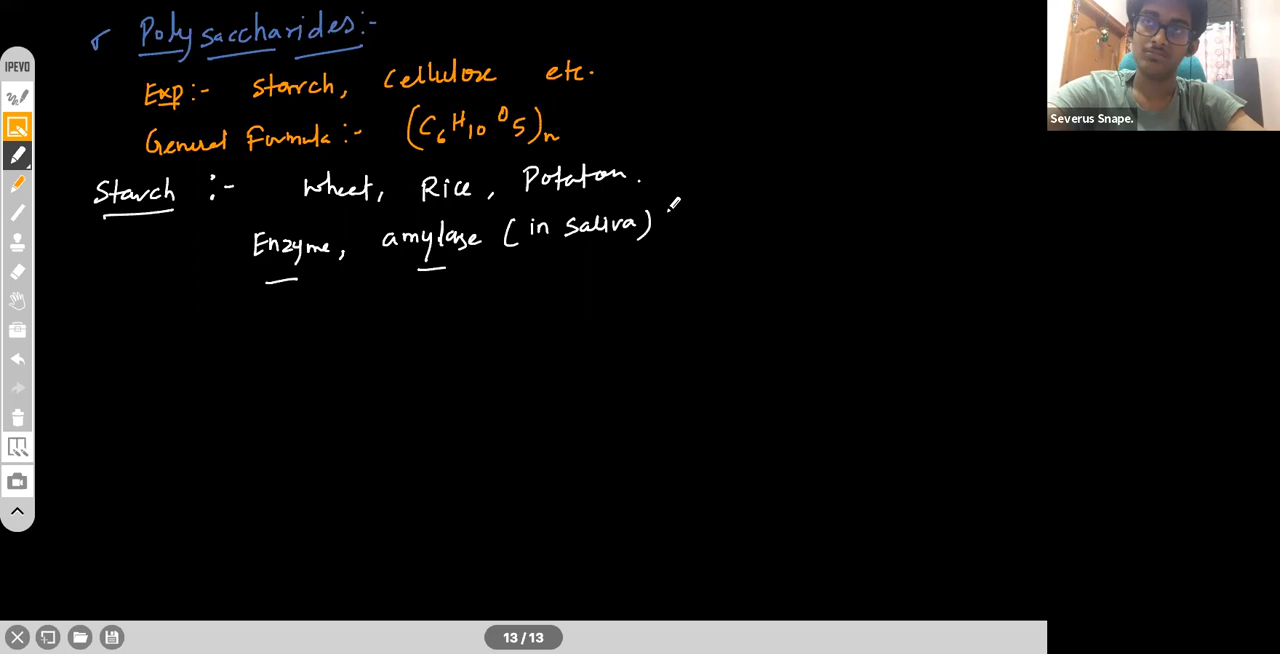 Polysaccharides:-
Exp:- Starch, Cellulose etc.
General Formula:- (C6H10O5)n
Starch :- Wheat, Rice, Potaton.
Enzyme, amylase (in saliva)
IPEVO
Severus Snape.
13 / 13